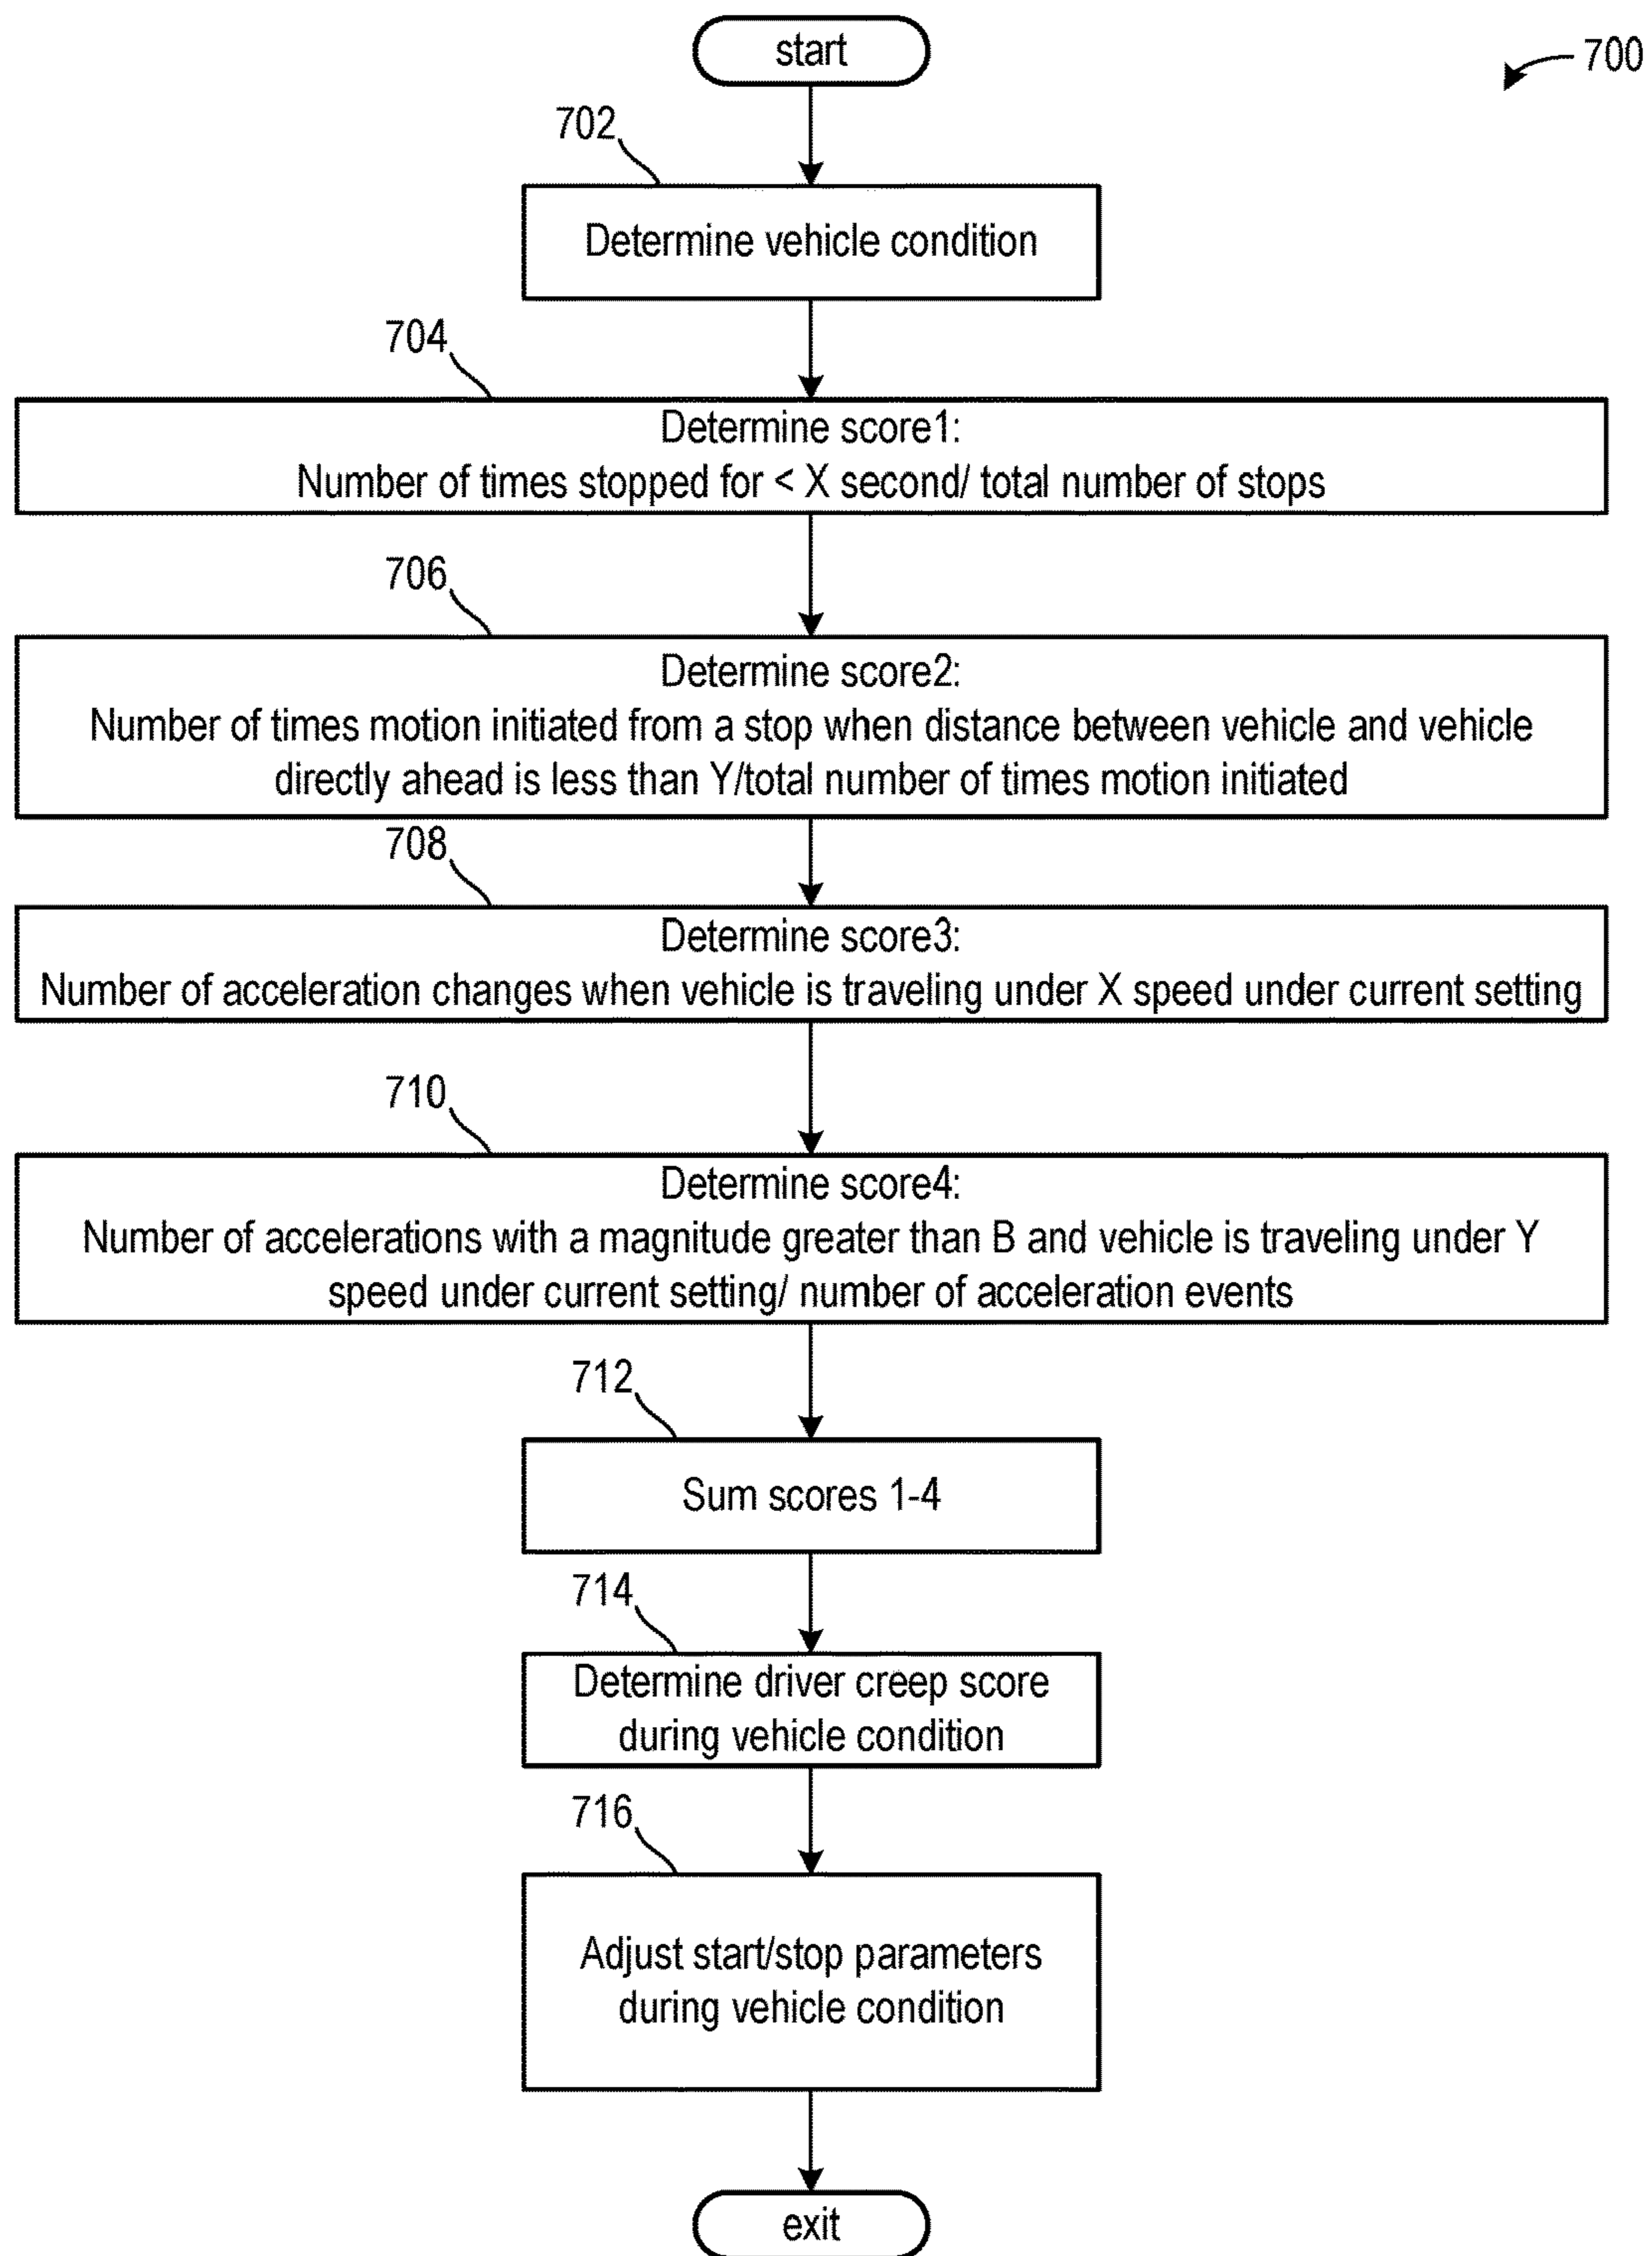 start
700
702
Determine vehicle condition
704
Determine score1:
Number of times stopped for < X second/ total number of stops
706
Determine score2:
Number of times motion initiated from a stop when distance between vehicle and vehicle
directly ahead is less than Y/total number of times motion initiated
708
Determine score3:
Number of acceleration changes when vehicle is traveling under X speed under current setting
710
Determine score4:
Number of accelerations with a magnitude greater than B and vehicle is traveling under Y
speed under current setting/ number of acceleration events
712
Sum scores 1-4
714
Determine driver creep score
during vehicle condition
716
Adjust start/stop parameters
during vehicle condition
exit